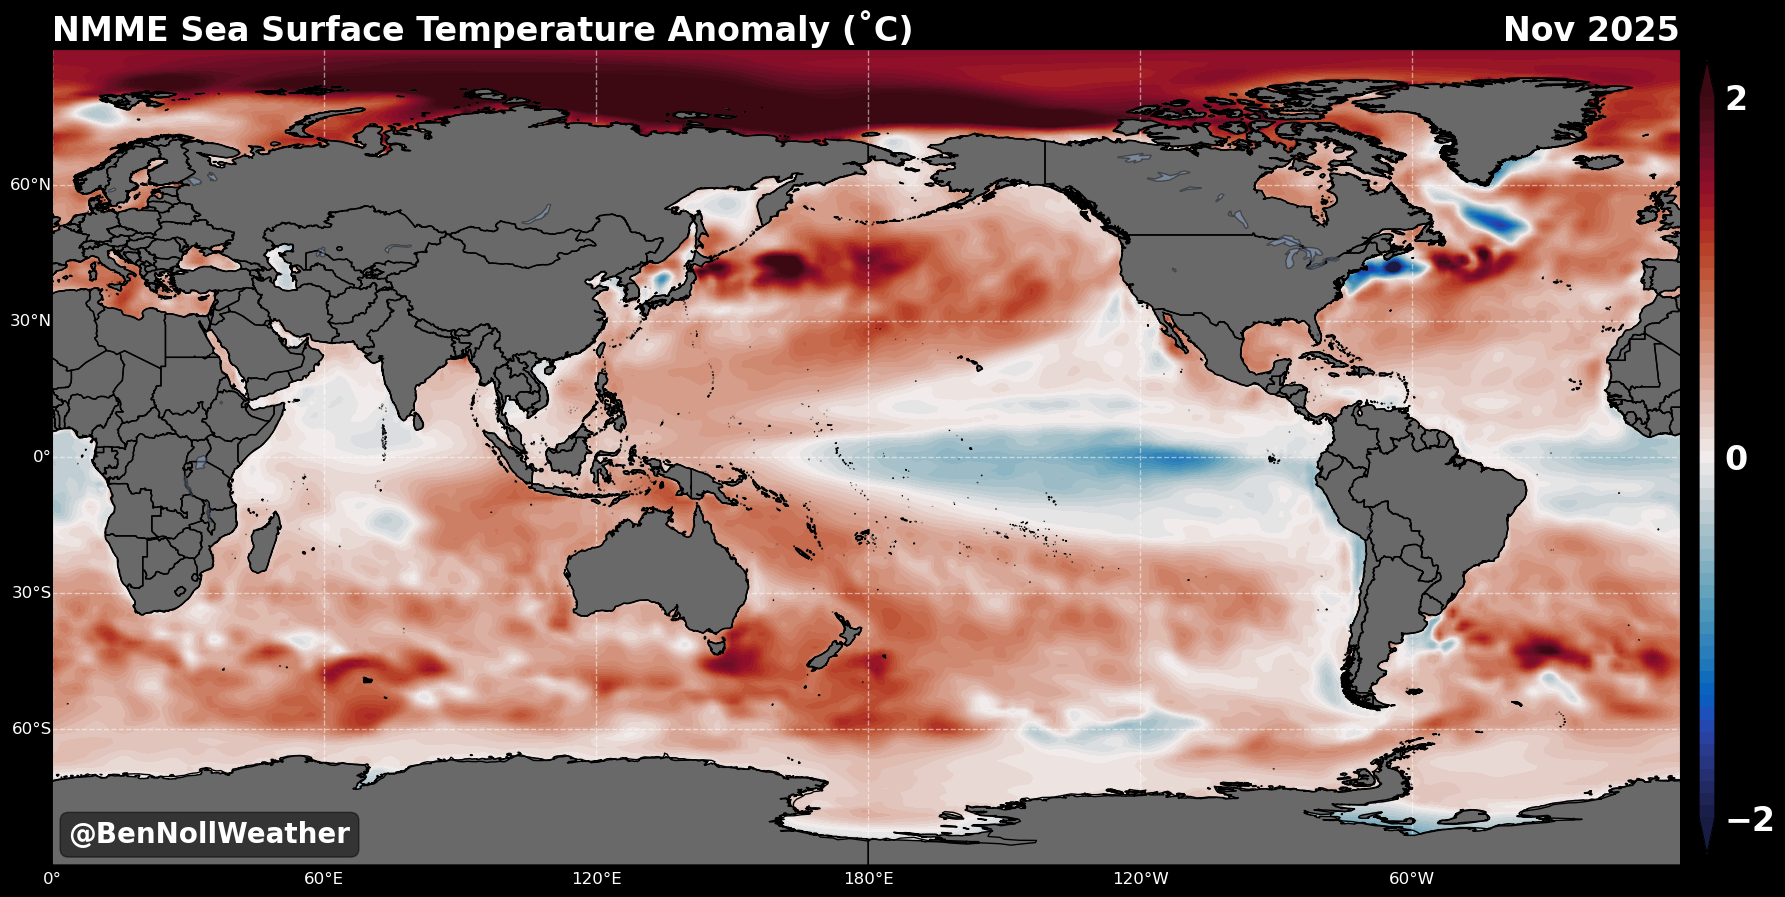 NMME Sea Surface Temperature Anomaly (˚C)
Nov 2025
2
60°N
30°N
0°
0
30°S
60°S
−2
@BenNollWeather
0°
60°E
120°E
180°E
120°W
60°W